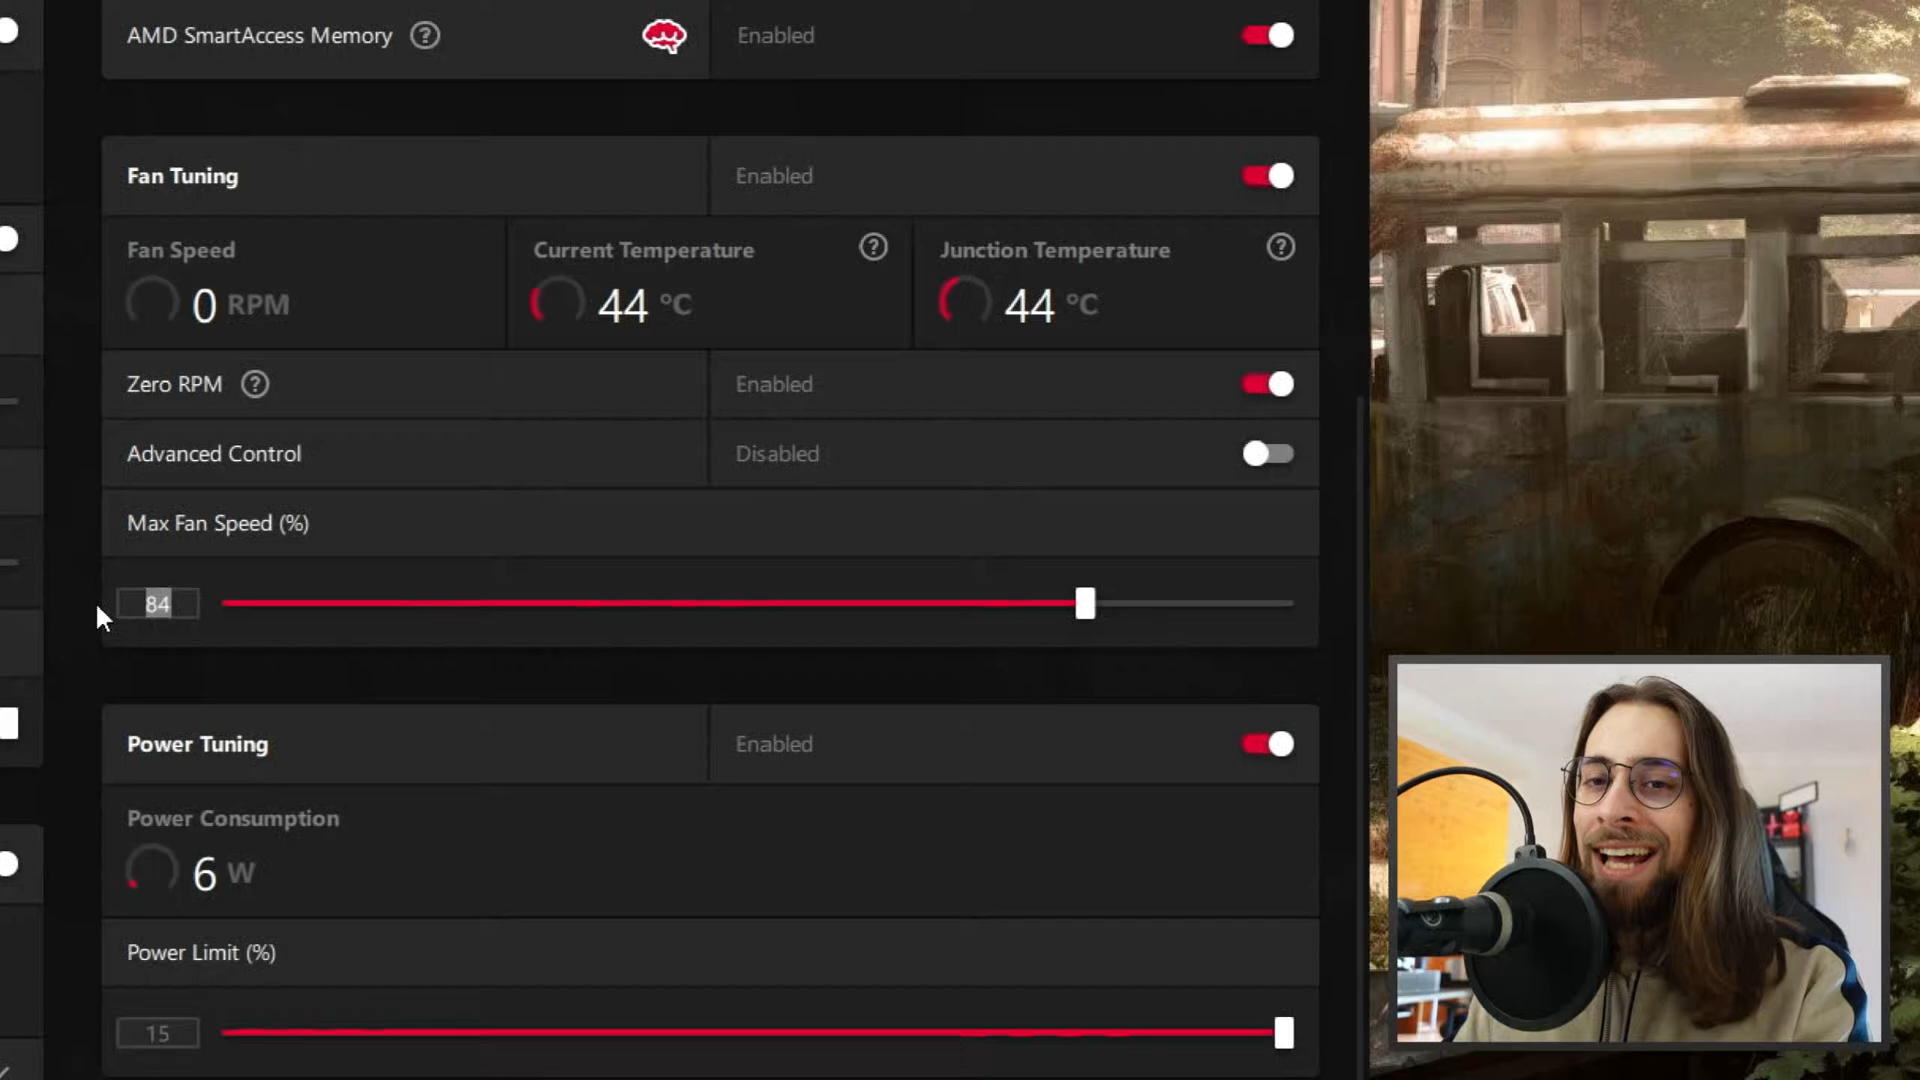 AMD SmartAccess Memory ?
Enabled
Fan Tuning
Enabled
Fan Speed
0 RPM
Current Temperature ?
44 °C
Junction Temperature ?
44 °C
Zero RPM ?
Enabled
Advanced Control
Disabled
Max Fan Speed (%)
84
Power Tuning
Enabled
Power Consumption
6 W
Power Limit (%)
15